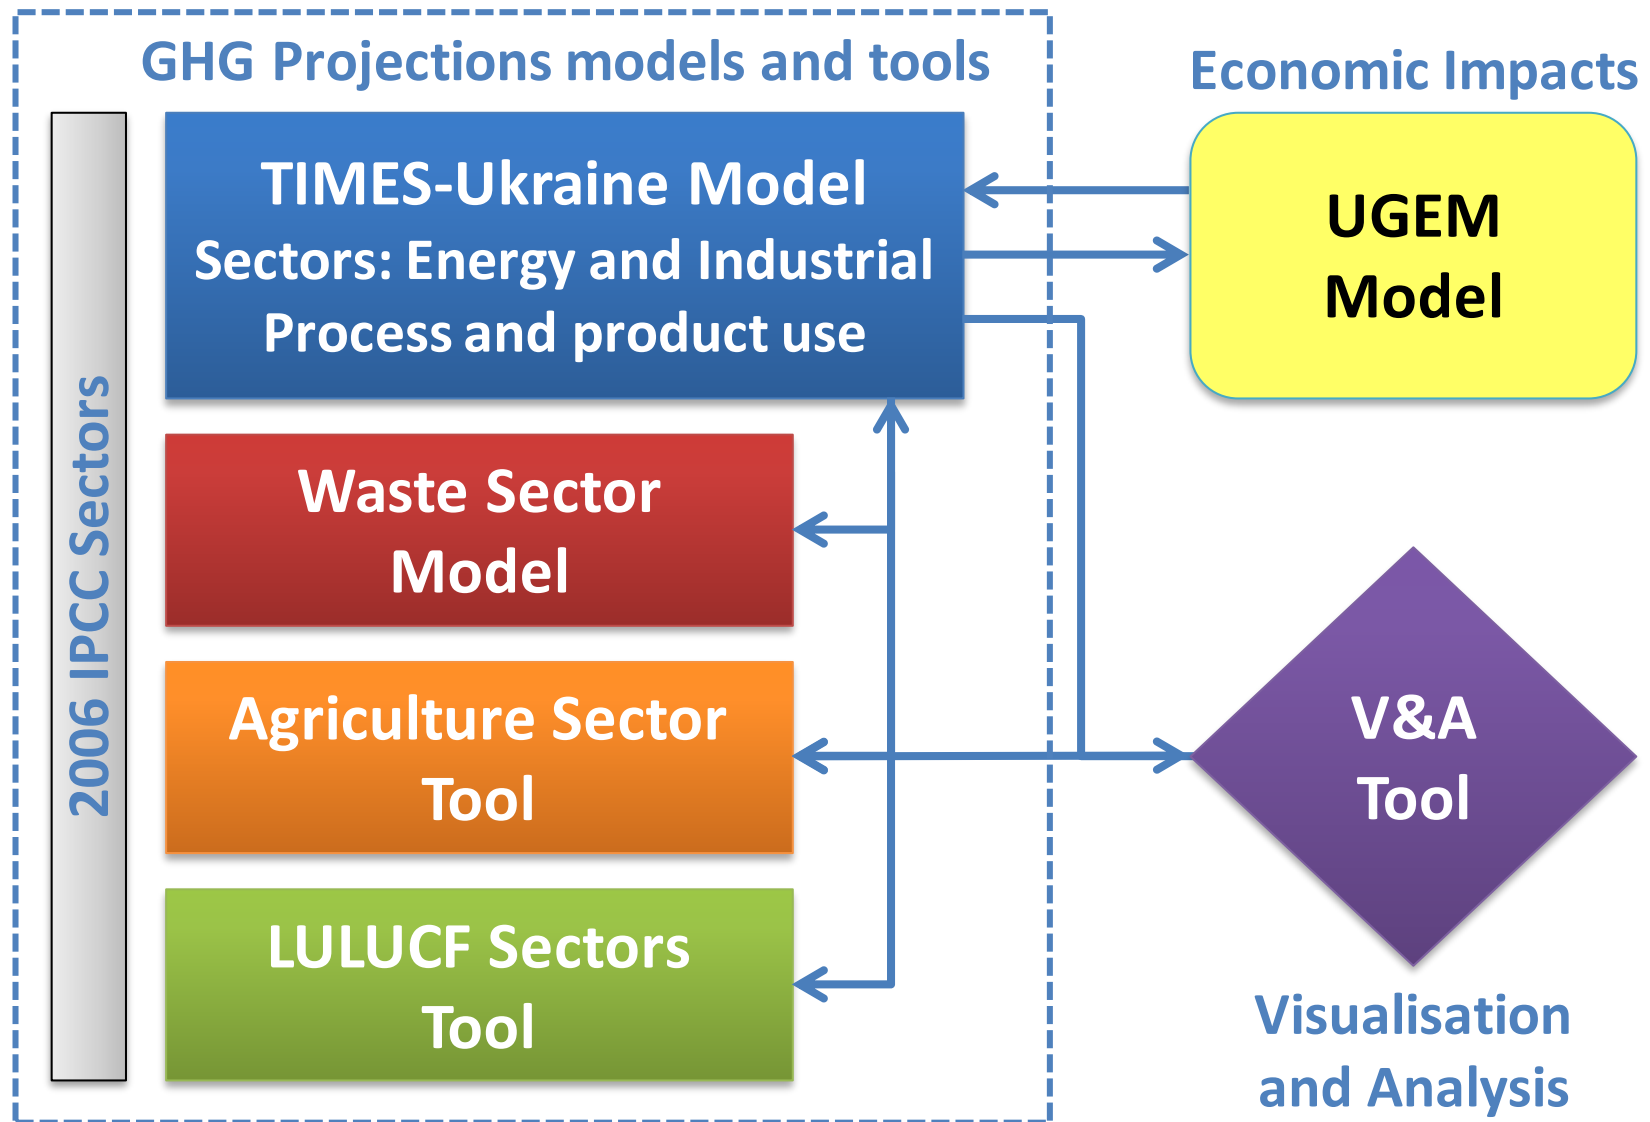 GHG Projections models and tools
Economic Impacts
2006 IPCC Sectors
TIMES-Ukraine Model
Sectors: Energy and Industrial
Process and product use
UGEM
Model
Waste Sector
Model
Agriculture Sector
Tool
V&A
Tool
LULUCF Sectors
Tool
Visualisation
and Analysis